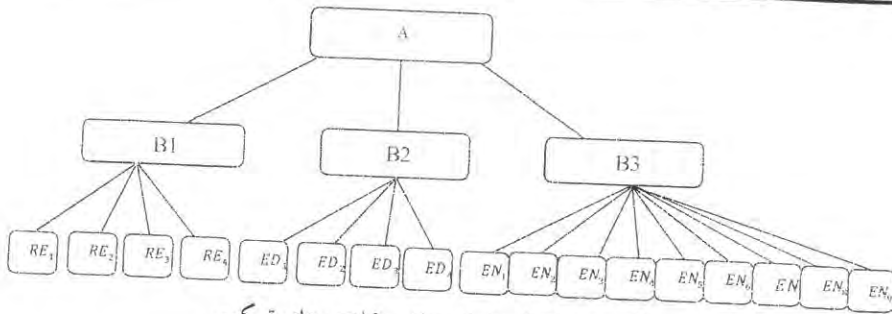 A
B1 B2 B3
RE₁ RE₂ RE₃ RE₄ ED₁ ED₂ ED₃ ED₄ EN₁ EN₂ EN₃ EN₄ EN₅ EN₆ EN EN₈ EN₉